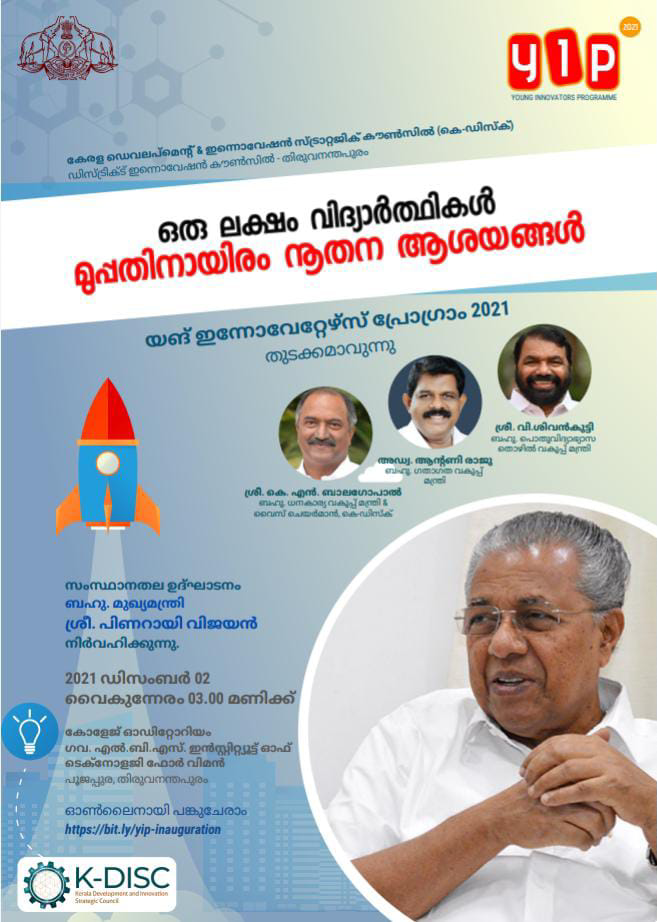 2021
yip
YOUNG INNOVATORS PROGRAMME
കേരള ഡെവലപ്മെന്റ് & ഇന്നൊവേഷൻ സ്ട്രാറ്റജിക് കൗൺസിൽ (കെ-ഡിസ്ക്)
ഡിസ്ട്രിക്ട് ഇന്നൊവേഷൻ കൗൺസിൽ - തിരുവനന്തപുരം
ഒരു ലക്ഷം വിദ്യാർത്ഥികൾ
മുപ്പതിനായിരം നൂതന ആശയങ്ങൾ
യങ് ഇന്നോവേറ്റേഴ്സ് പ്രോഗ്രാം 2021
തുടക്കമാവുന്നു
ശ്രീ. വി.ശിവൻകുട്ടി
ബഹു. പൊതുവിദ്യാഭ്യാസ
തൊഴിൽ വകുപ്പ് മന്ത്രി
അഡ്വ. ആന്റണി രാജു
ബഹു. ഗതാഗത വകുപ്പ്
മന്ത്രി
ശ്രീ. കെ. എൻ. ബാലഗോപാൽ
ബഹു. ധനകാര്യ വകുപ്പ് മന്ത്രി &
വൈസ് ചെയർമാൻ, കെ-ഡിസ്ക്
സംസ്ഥാനതല ഉദ്ഘാടനം
ബഹു. മുഖ്യമന്ത്രി
ശ്രീ. പിണറായി വിജയൻ
നിർവഹിക്കുന്നു.
2021 ഡിസംബർ 02
വൈകുന്നേരം 03.00 മണിക്ക്
കോളേജ് ഓഡിറ്റോറിയം
ഗവ. എൽ.ബി.എസ്. ഇൻസ്റ്റിറ്റ്യൂട്ട് ഓഫ്
ടെക്നോളജി ഫോർ വിമൻ
പൂജപ്പുര, തിരുവനന്തപുരം
ഓൺലൈനായി പങ്കുചേരാം
https://bit.ly/yip-inauguration
K-DISC
Kerala Development and Innovation
Strategic Council